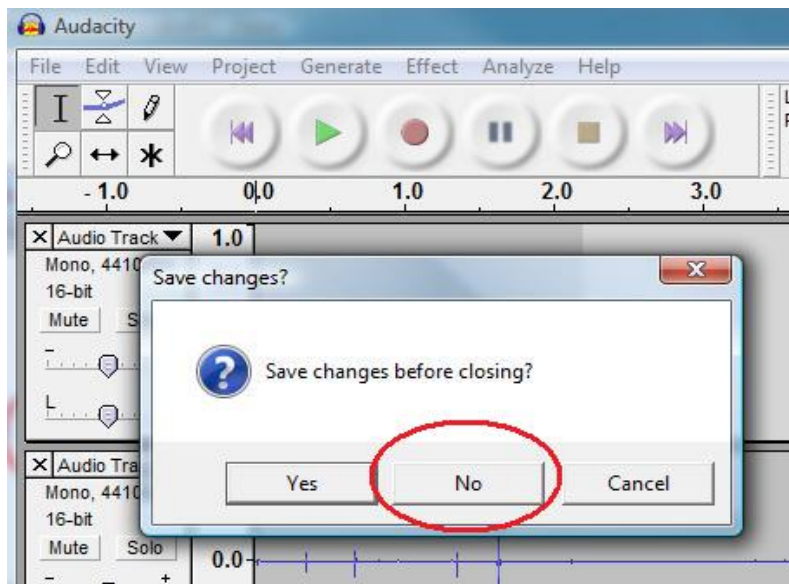 Audacity
File Edit View Project Generate Effect Analyze Help
- 1.0 0.0 1.0 2.0 3.0
X Audio Track 1.0
Mono, 4410
16-bit
Mute S
-
L
Save changes?
Save changes before closing?
Yes No Cancel
X Audio Tra
Mono, 4410
16-bit
Mute Solo 0.0
- +